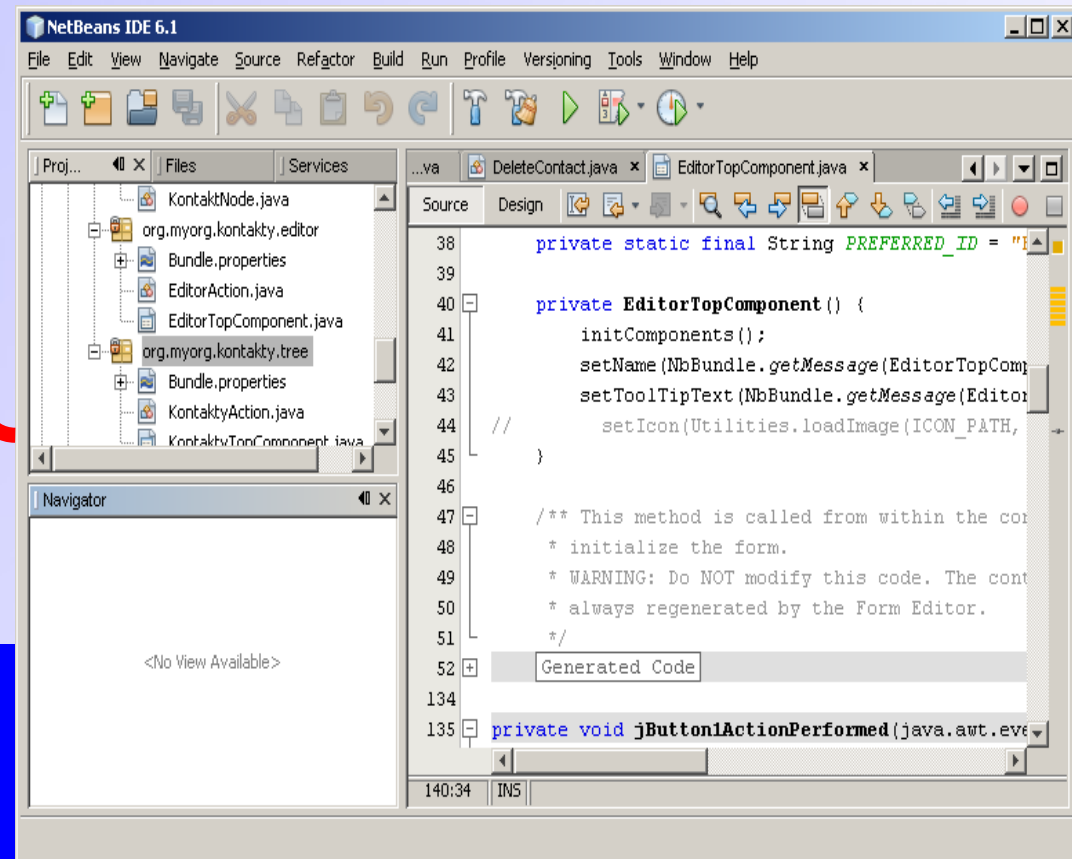 NetBeans IDE 6.1
File Edit View Navigate Source Refactor Build Run Profile Versioning Tools Window Help
Proj... Files Services
KontaktNode.java
org.myorg.kontakty.editor
Bundle.properties
EditorAction.java
EditorTopComponent.java
org.myorg.kontakty.tree
Bundle.properties
KontaktyAction.java
KontaktyTopComponent.java
Navigator
<No View Available>
...va DeleteContact.java EditorTopComponent.java
Source Design
38 private static final String PREFERRED_ID = "
39
40 private EditorTopComponent() {
41 initComponents();
42 setName(NbBundle.getMessage(EditorTopComp
43 setToolTipText(NbBundle.getMessage(Editor
44 // setIcon(Utilities.loadImage(ICON_PATH,
45 }
46
47 /** This method is called from within the con
48 * initialize the form.
49 * WARNING: Do NOT modify this code. The cont
50 * always regenerated by the Form Editor.
51 */
52 Generated Code
134
135 private void jButton1ActionPerformed(java.awt.eve
140:34 INS